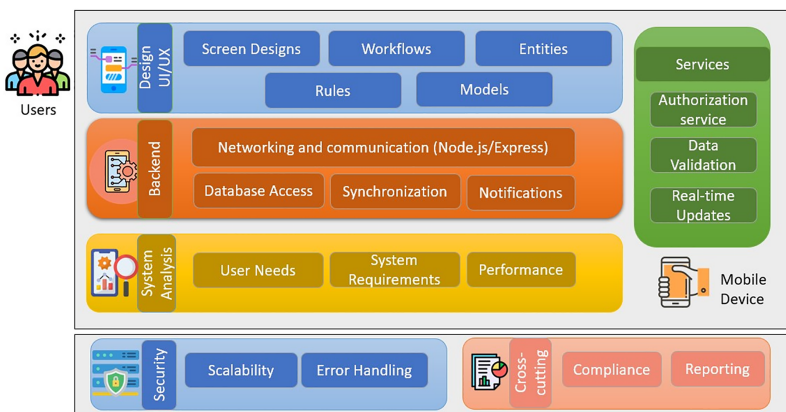 Users
Design
UI/UX
Screen Designs
Workflows
Entities
Rules
Models
Backend
Networking and communication (Node.js/Express)
Database Access
Synchronization
Notifications
System
Analysis
User Needs
System
Requirements
Performance
Services
Authorization
service
Data
Validation
Real-time
Updates
Mobile
Device
Security
Scalability
Error Handling
Cross-
cutting
Compliance
Reporting